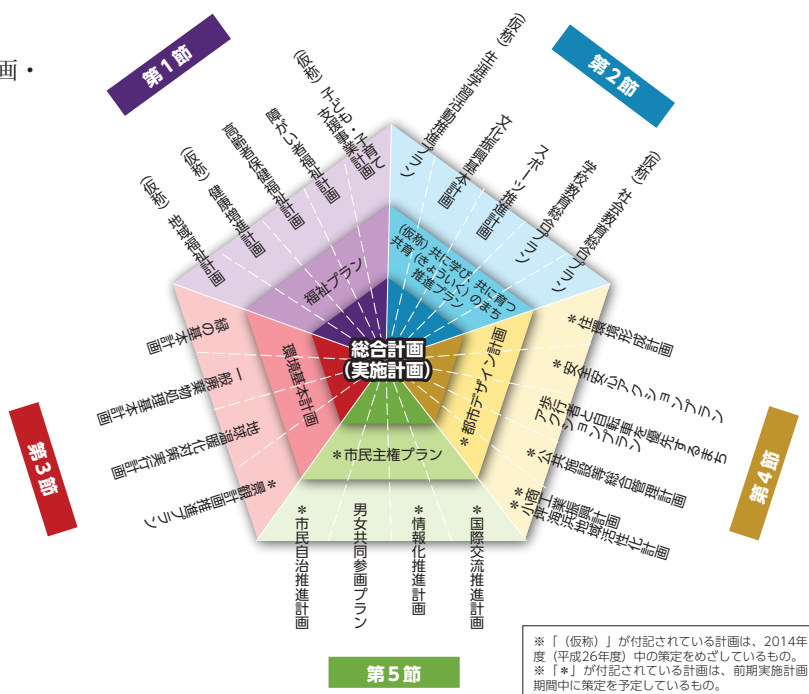 画・
第1節
(仮称) 地域福祉計画
(仮称) 健康増進計画
高齢者保健福祉計画
障がい者福祉計画
(仮称) 子ども・子育て
支援事業計画
福祉プラン
第2節
(仮称) 生涯学習活動推進プラン
文化振興基本計画
スポーツ推進計画
学校教育総合プラン
(仮称) 社会教育総合プラン
(仮称) 共に学び、共に育つ
共育(きょういく)のまち
推進プラン
総合計画
(実施計画)
第3節
環境基本計画
緑の基本計画
一般廃棄物処理基本計画
地球温暖化対策実行計画
*景観計画推進プラン
第4節
*都市デザイン計画
*住環境形成計画
*安全安心アクションプラン
歩行者と自転車を優先するまち
アクションプラン
*公共施設等総合管理計画
*商工業振興計画
*小坪海浜地域活性化計画
*市民主権プラン
*市民自治推進計画
男女共同参画プラン
*情報化推進計画
*国際交流推進計画
第5節
※「(仮称)」が付記されている計画は、2014年
度(平成26年度)中の策定をめざしているもの。
※「*」が付記されている計画は、前期実施計画
期間中に策定を予定しているもの。